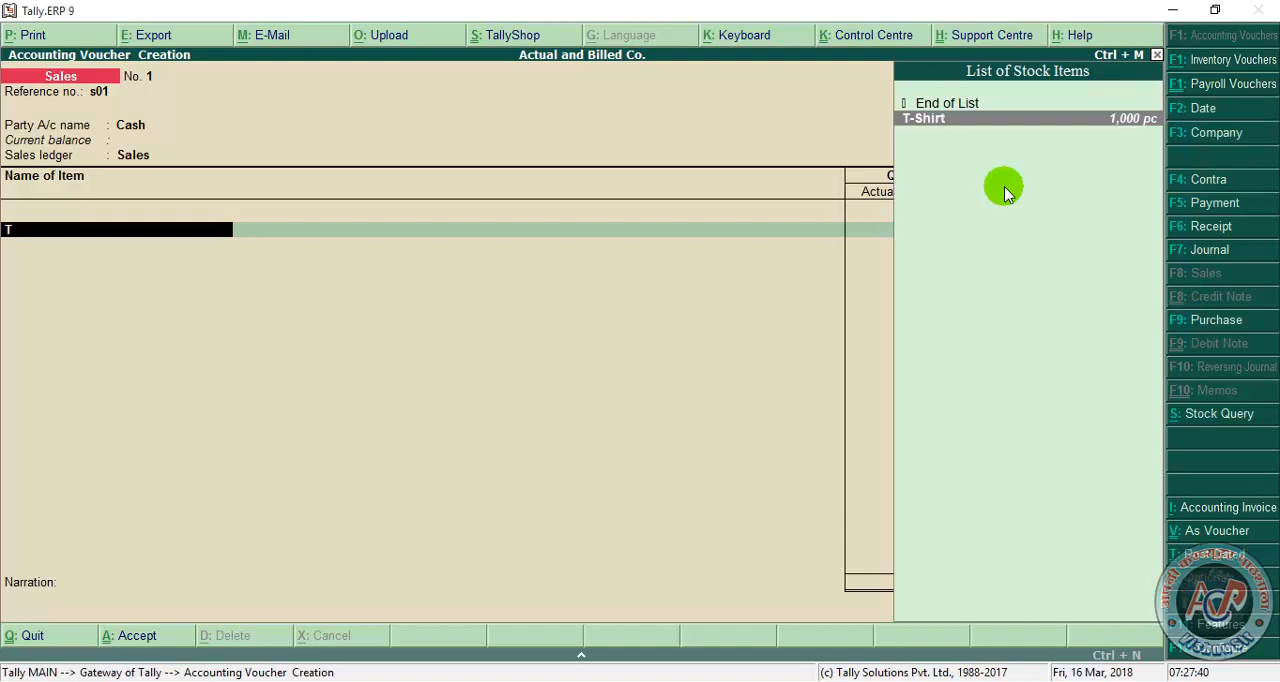 Tally.ERP 9
P: Print
E: Export
M: E-Mail
O: Upload
S: TallyShop
G: Language
K: Keyboard
K: Control Centre
H: Support Centre
H: Help
Accounting Voucher Creation
Actual and Billed Co.
Ctrl + M
Sales No. 1
Reference no.: s01
Party A/c name : Cash
Current balance :
Sales ledger : Sales
Name of Item
Q
Actua
T
Narration:
List of Stock Items
End of List
T-Shirt 1,000 pc
F1: Accounting Vouchers
F1: Inventory Vouchers
F1: Payroll Vouchers
F2: Date
F3: Company
F4: Contra
F5: Payment
F6: Receipt
F7: Journal
F8: Sales
F8: Credit Note
F9: Purchase
F9: Debit Note
F10: Reversing Journal
F10: Memos
S: Stock Query
I: Accounting Invoice
V: As Voucher
T: Post-Dated
Features
Configure
ACP
Q: Quit
A: Accept
D: Delete
X: Cancel
Ctrl + N
Tally MAIN --> Gateway of Tally --> Accounting Voucher Creation
(c) Tally Solutions Pvt. Ltd., 1988-2017
Fri, 16 Mar, 2018
07:27:40